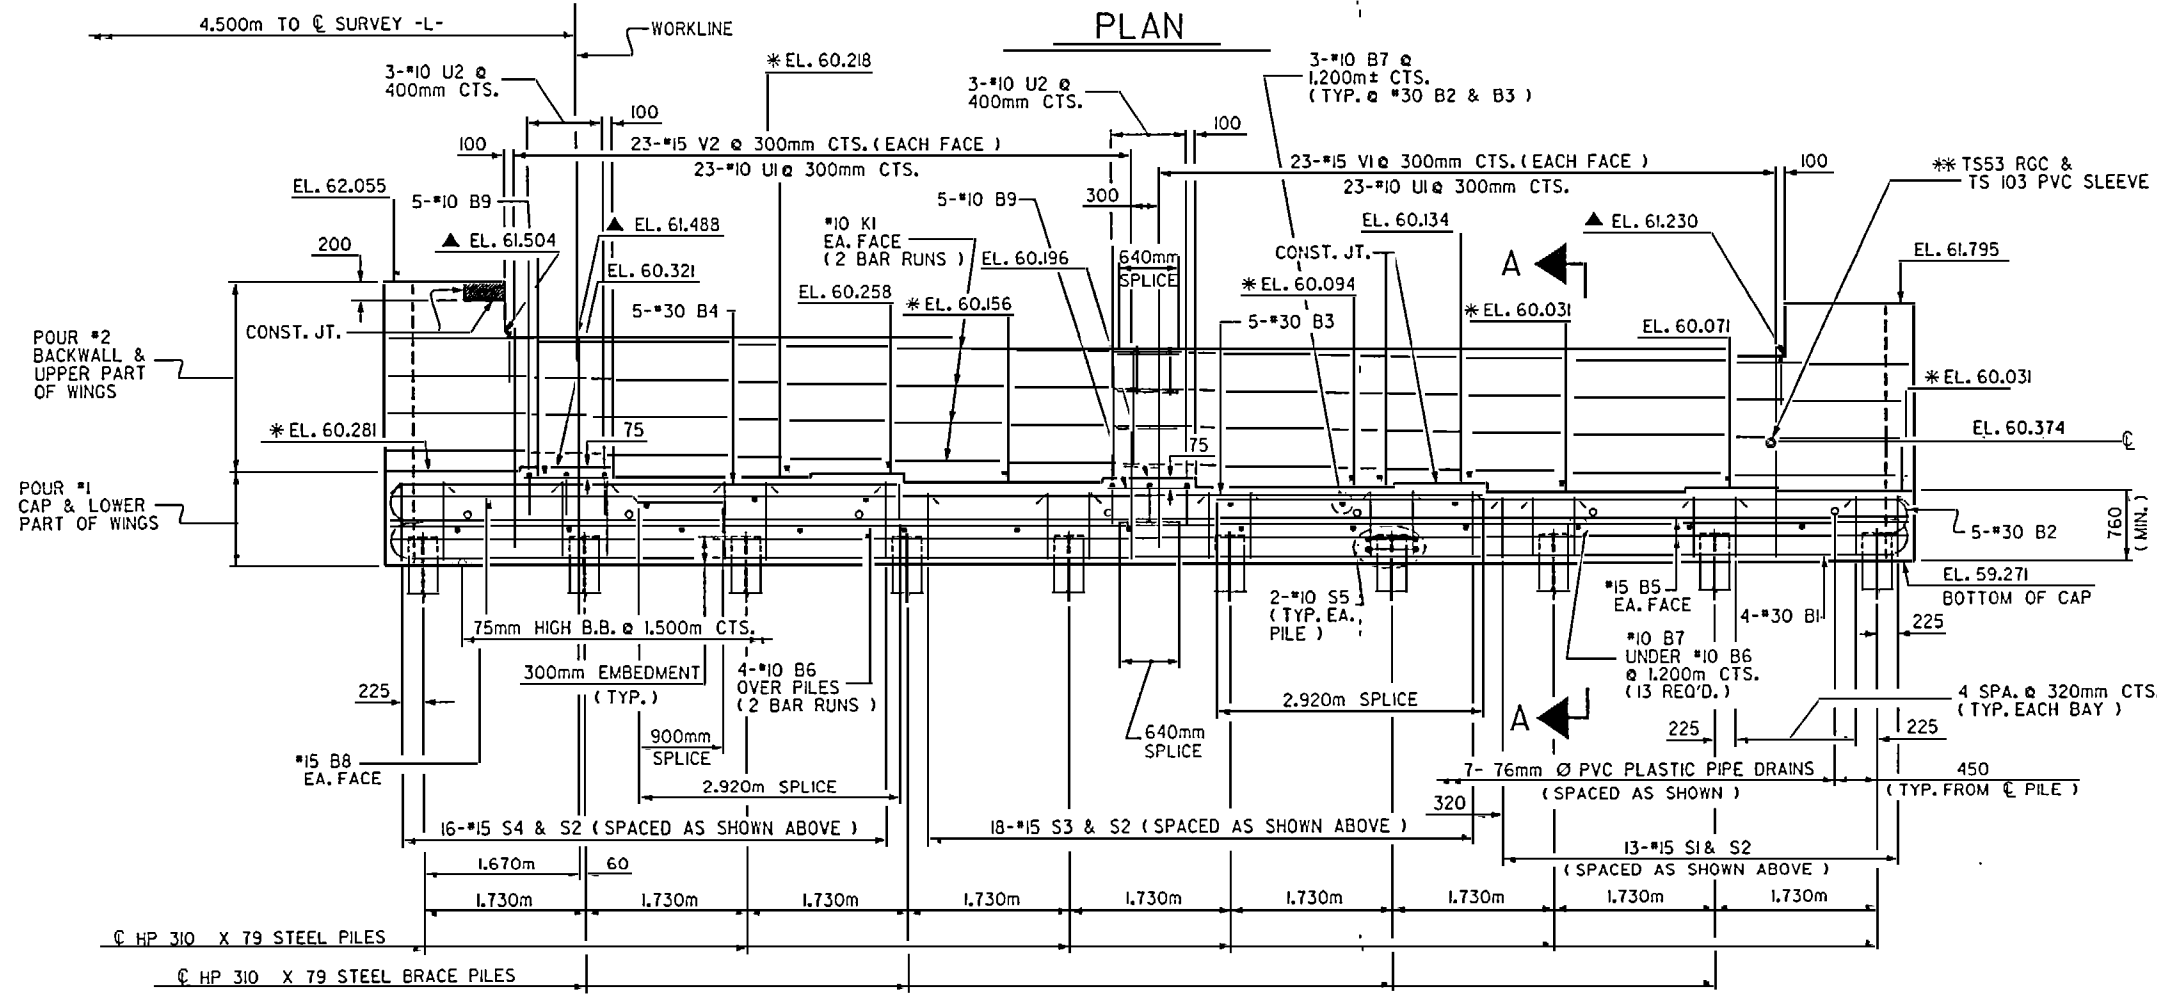 PLAN
4.500m TO ℄ SURVEY -L-
WORKLINE
3-#10 U2 @
400mm CTS.
✳ EL. 60.218
3-#10 U2 @
400mm CTS.
3-#10 B7 @
1.200m± CTS.
( TYP. @ #30 B2 & B3 )
100
100
100
23-#15 V2 @ 300mm CTS. ( EACH FACE )
23-#10 U1 @ 300mm CTS.
23-#15 V1 @ 300mm CTS. ( EACH FACE )
23-#10 U1 @ 300mm CTS.
100
✳✳ TS53 RGC &
TS 103 PVC SLEEVE
EL. 62.055
5-#10 B9
▲ EL. 61.504
▲ EL. 61.488
#10 K1
EA. FACE
( 2 BAR RUNS )
5-#10 B9
300
EL. 60.134
▲ EL. 61.230
200
EL. 60.321
EL. 60.196
640mm
SPLICE
CONST. JT.
A
EL. 61.795
EL. 60.258
✳ EL. 60.156
✳ EL. 60.094
✳ EL. 60.031
CONST. JT.
5-#30 B4
5-#30 B3
EL. 60.071
POUR #2
BACKWALL &
UPPER PART
OF WINGS
✳ EL. 60.031
✳ EL. 60.281
75
75
EL. 60.374
℄
POUR #1
CAP & LOWER
PART OF WINGS
760
( MIN. )
5-#30 B2
EL. 59.271
BOTTOM OF CAP
75mm HIGH B.B. @ 1.500m CTS.
2-#10 S5
( TYP. EA.
PILE )
#15 B5
EA. FACE
4-#30 B1
225
#10 B7
UNDER #10 B6
@ 1.200m CTS.
( 13 REQ'D. )
300mm EMBEDMENT
( TYP. )
4-#10 B6
OVER PILES
( 2 BAR RUNS )
225
2.920m SPLICE
A
4 SPA. @ 320mm CTS.
( TYP. EACH BAY )
225
225
900mm
SPLICE
640mm
SPLICE
#15 B8
EA. FACE
2.920m SPLICE
7- 76mm Ø PVC PLASTIC PIPE DRAINS
( SPACED AS SHOWN )
450
( TYP. FROM ℄ PILE )
320
16-#15 S4 & S2 ( SPACED AS SHOWN ABOVE )
18-#15 S3 & S2 ( SPACED AS SHOWN ABOVE )
13-#15 S1 & S2
( SPACED AS SHOWN ABOVE )
1.670m
60
1.730m
1.730m
1.730m
1.730m
1.730m
1.730m
1.730m
1.730m
1.730m
℄ HP 310 X 79 STEEL PILES
℄ HP 310 X 79 STEEL BRACE PILES